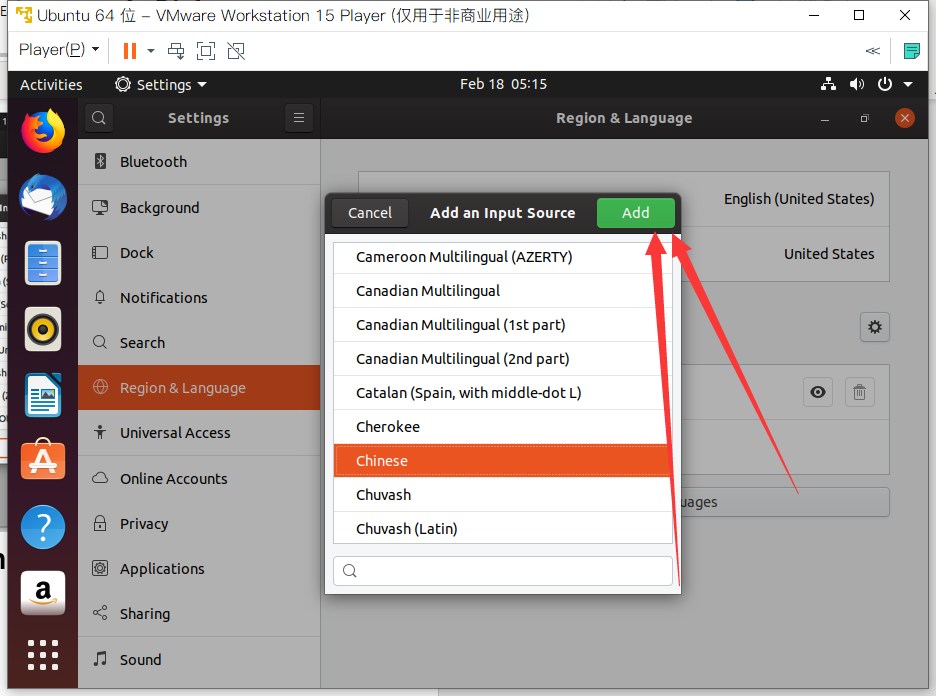 Ubuntu 64 位 – VMware Workstation 15 Player (仅用于非商业用途)
Player(P)
Activities
Settings
Feb 18 05:15
Settings
Region & Language
Bluetooth
Background
Dock
Notifications
Search
Region & Language
Universal Access
Online Accounts
Privacy
Applications
Sharing
Sound
English (United States)
United States
Cancel
Add an Input Source
Add
Cameroon Multilingual (AZERTY)
Canadian Multilingual
Canadian Multilingual (1st part)
Canadian Multilingual (2nd part)
Catalan (Spain, with middle-dot L)
Cherokee
Chinese
Chuvash
Chuvash (Latin)
uages